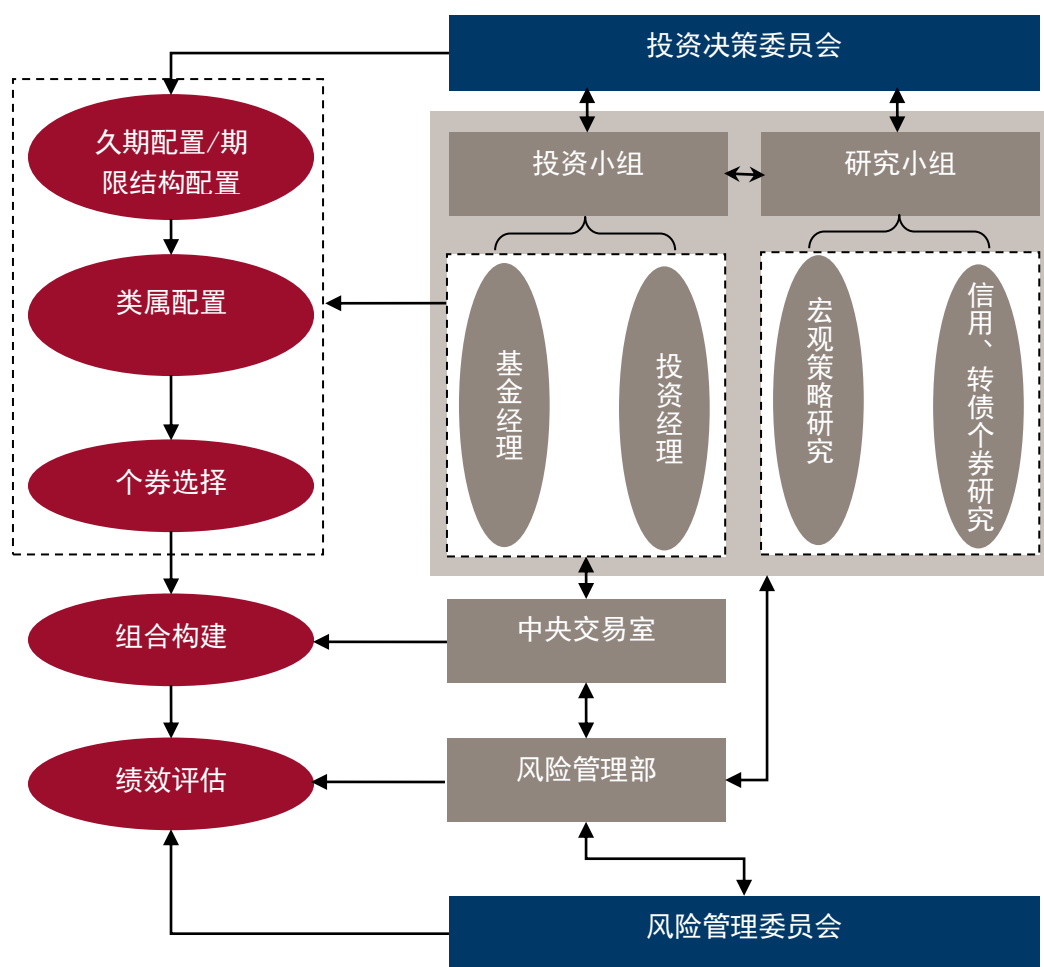 投资决策委员会
久期配置/期
限结构配置
投资小组
研究小组
类属配置
基金经理
投资经理
宏观策略研究
信用、转债个券研究
个券选择
组合构建
中央交易室
绩效评估
风险管理部
风险管理委员会